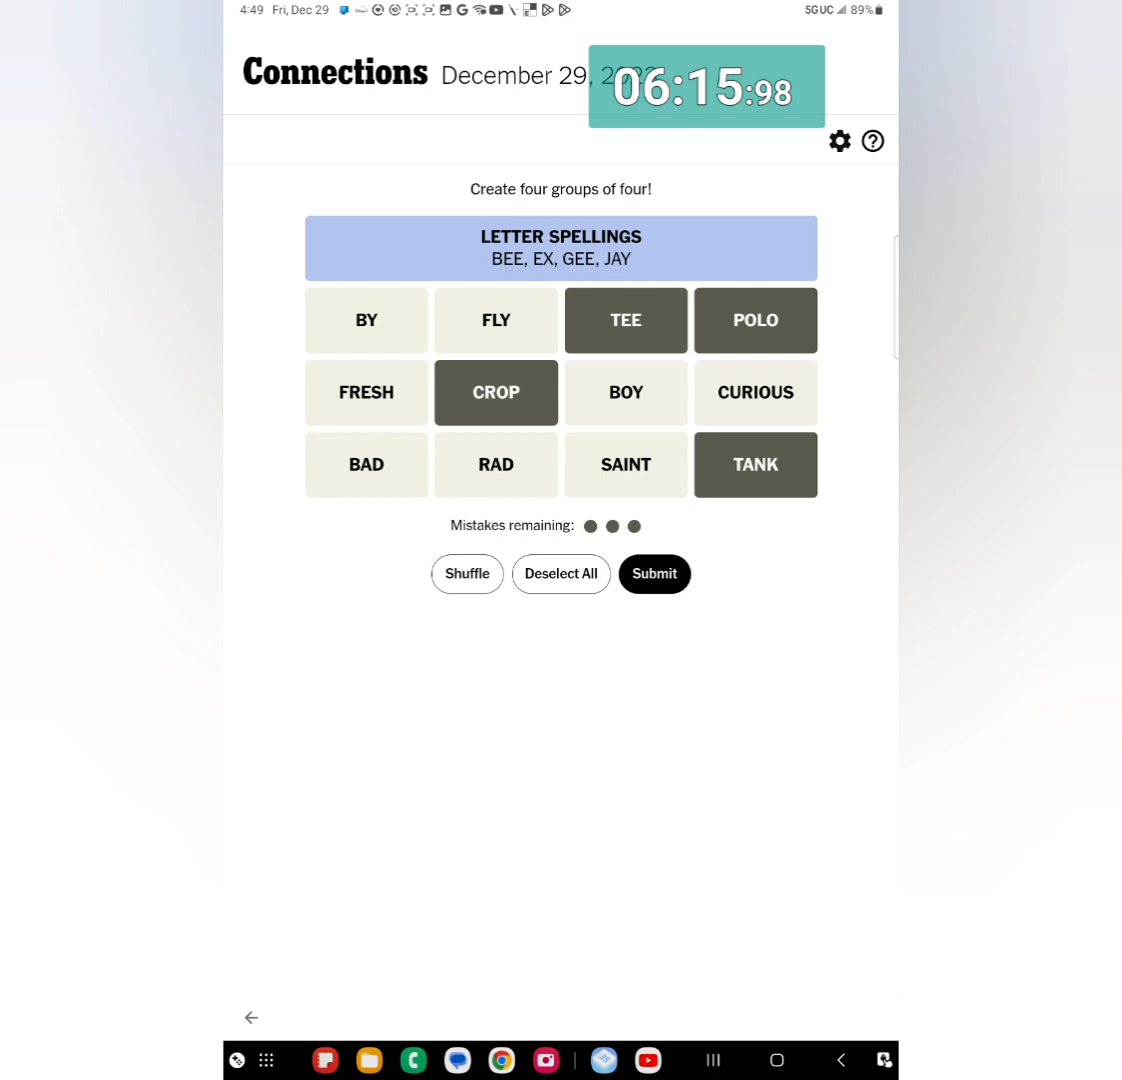 4:49 Fri, Dec 29
5G UC 89%
Connections December 29,
06:15:98
Create four groups of four!
LETTER SPELLINGS
BEE, EX, GEE, JAY
BY FLY TEE POLO
FRESH CROP BOY CURIOUS
BAD RAD SAINT TANK
Mistakes remaining:
Shuffle Deselect All Submit